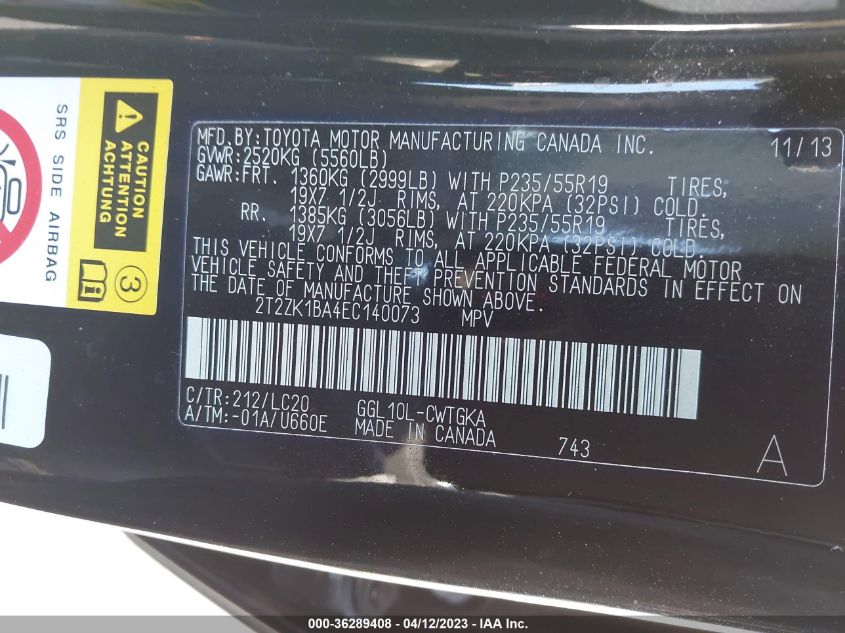 SRS SIDE AIRBAG
CAUTION
ATTENTION
Achtung
3
MFD. BY: TOYOTA MOTOR MANUFACTURING CANADA INC. 11/13
GVWR: 2520KG (5560LB)
GAWR: FRT. 1360KG (2999LB) WITH P235/55R19 TIRES,
19X7 1/2J RIMS, AT 220KPA (32PSI) COLD.
RR. 1385KG (3056LB) WITH P235/55R19 TIRES,
19X7 1/2J RIMS, AT 220KPA (32PSI) COLD.
THIS VEHICLE CONFORMS TO ALL APPLICABLE FEDERAL MOTOR
VEHICLE SAFETY AND THEFT PREVENTION STANDARDS IN EFFECT ON
THE DATE OF MANUFACTURE SHOWN ABOVE.
2T2ZK1BA4EC140073 MPV
C/TR: 212/LC20 GGL10L-CWTGKA
A/TM: -01A/U660E MADE IN CANADA 743 A
000-36289408 - 04/12/2023 - IAA Inc.